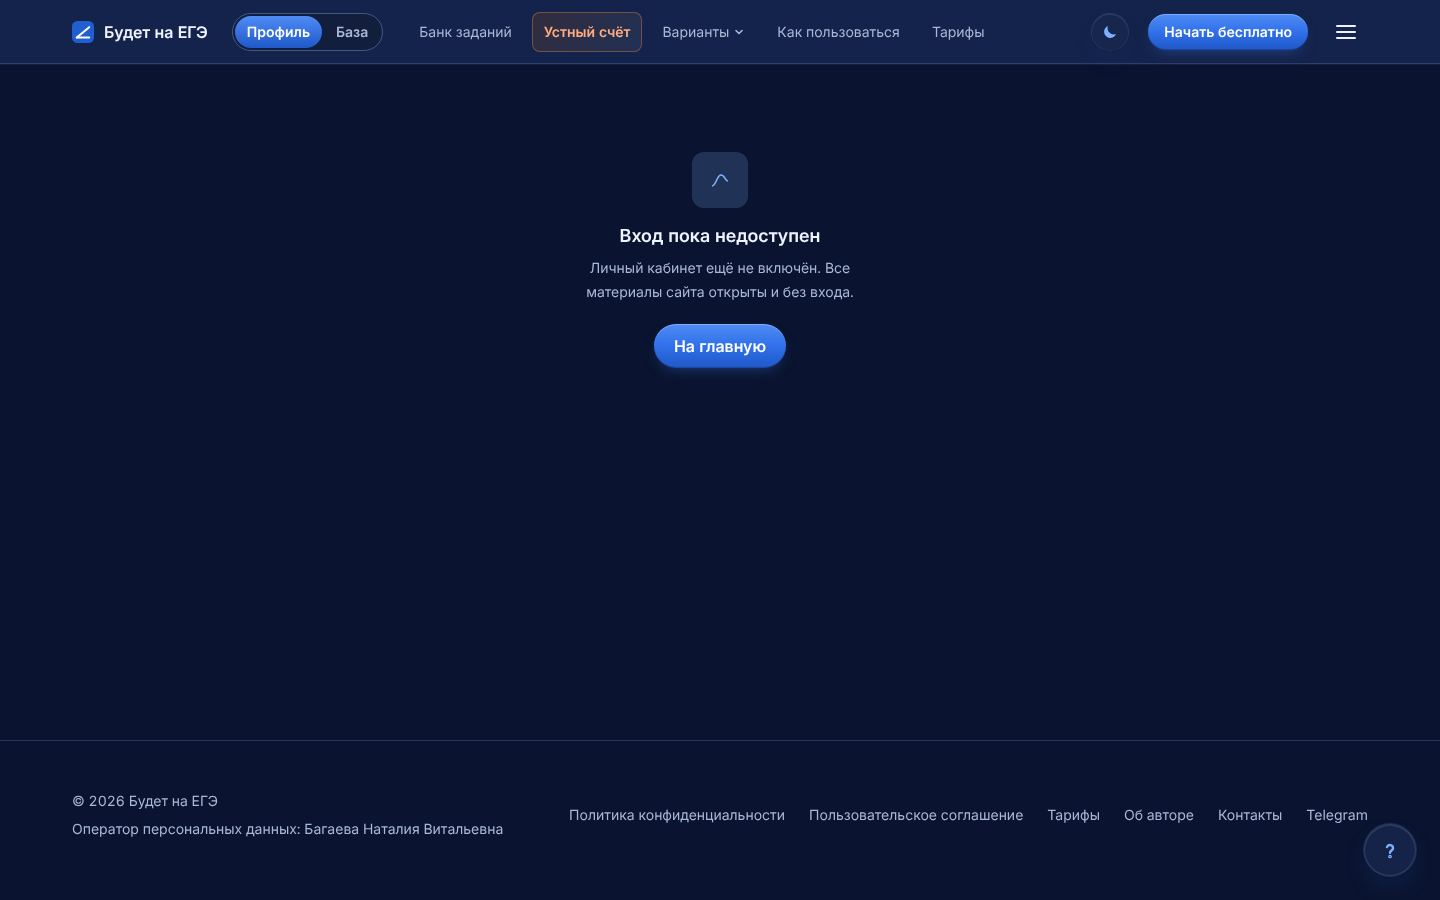 Будет на ЕГЭ
Профиль
База
Банк заданий
Устный счёт
Варианты
Как пользоваться
Тарифы
Начать бесплатно
Вход пока недоступен
Личный кабинет ещё не включён. Все
материалы сайта открыты и без входа.
На главную
© 2026 Будет на ЕГЭ
Оператор персональных данных: Багаева Наталия Витальевна
Политика конфиденциальности
Пользовательское соглашение
Тарифы
Об авторе
Контакты
Telegram
?